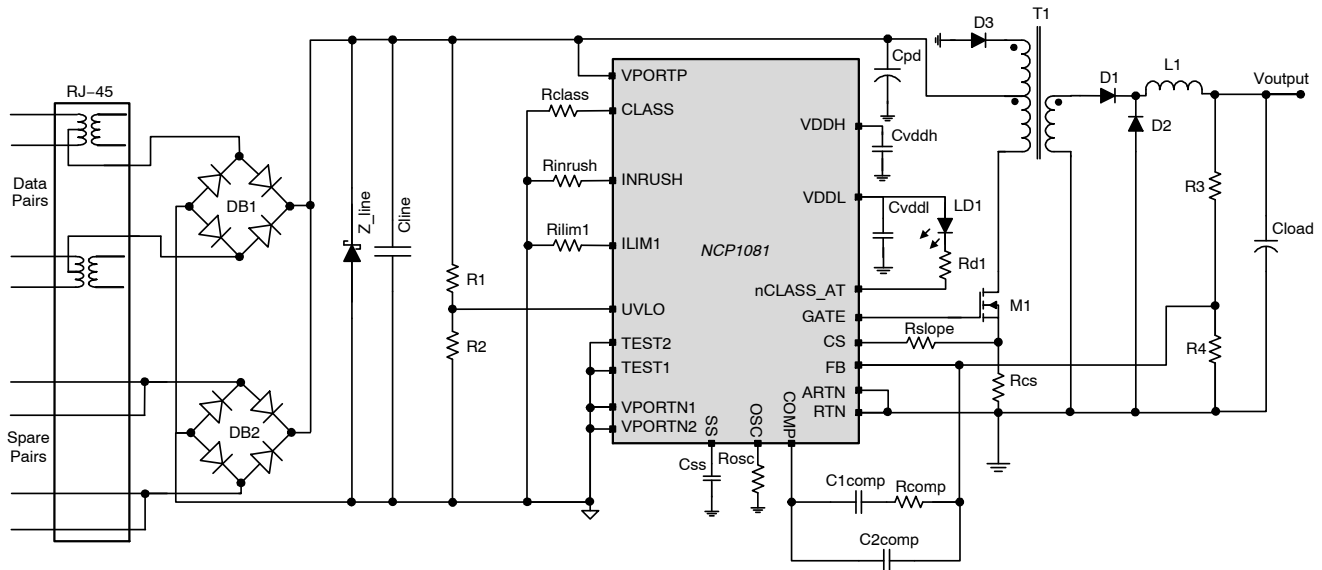 RJ−45
Data
Pairs
Spare
Pairs
DB1
DB2
Z_line
Cline
R1
R2
Rclass
Rinrush
Rilim1
VPORTP
CLASS
INRUSH
ILIM1
UVLO
TEST2
TEST1
VPORTN1
VPORTN2
NCP1081
VDDH
VDDL
nCLASS_AT
GATE
CS
FB
ARTN
RTN
SS
OSC
COMP
Css
Rosc
C1comp
Rcomp
C2comp
Cpd
Cvddh
Cvddl
LD1
Rd1
Rslope
Rcs
M1
D3
T1
D1
D2
L1
Voutput
R3
R4
Cload